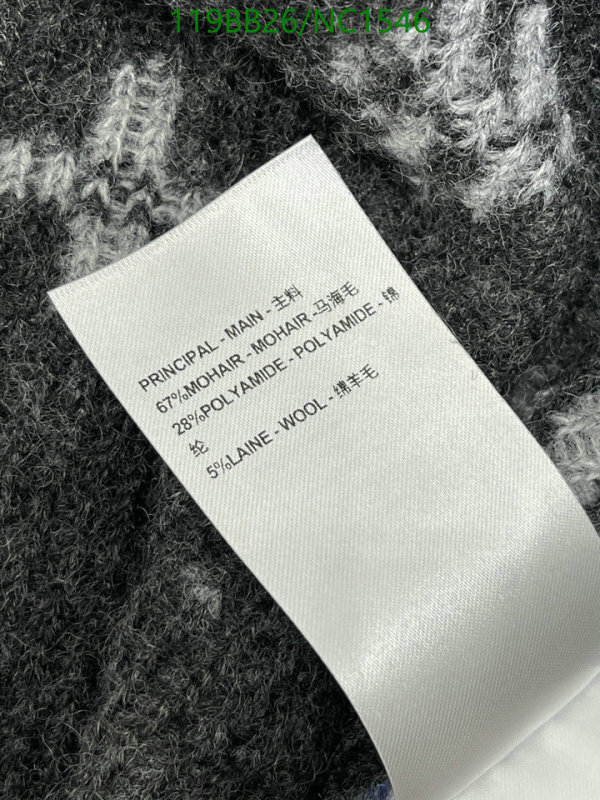 119BB26/NC1546
PRINCIPAL - MAIN - 主料
67%MOHAIR - MOHAIR -马海毛
28%POLYAMIDE - POLYAMIDE - 锦
纶
5%LAINE - WOOL - 绵羊毛